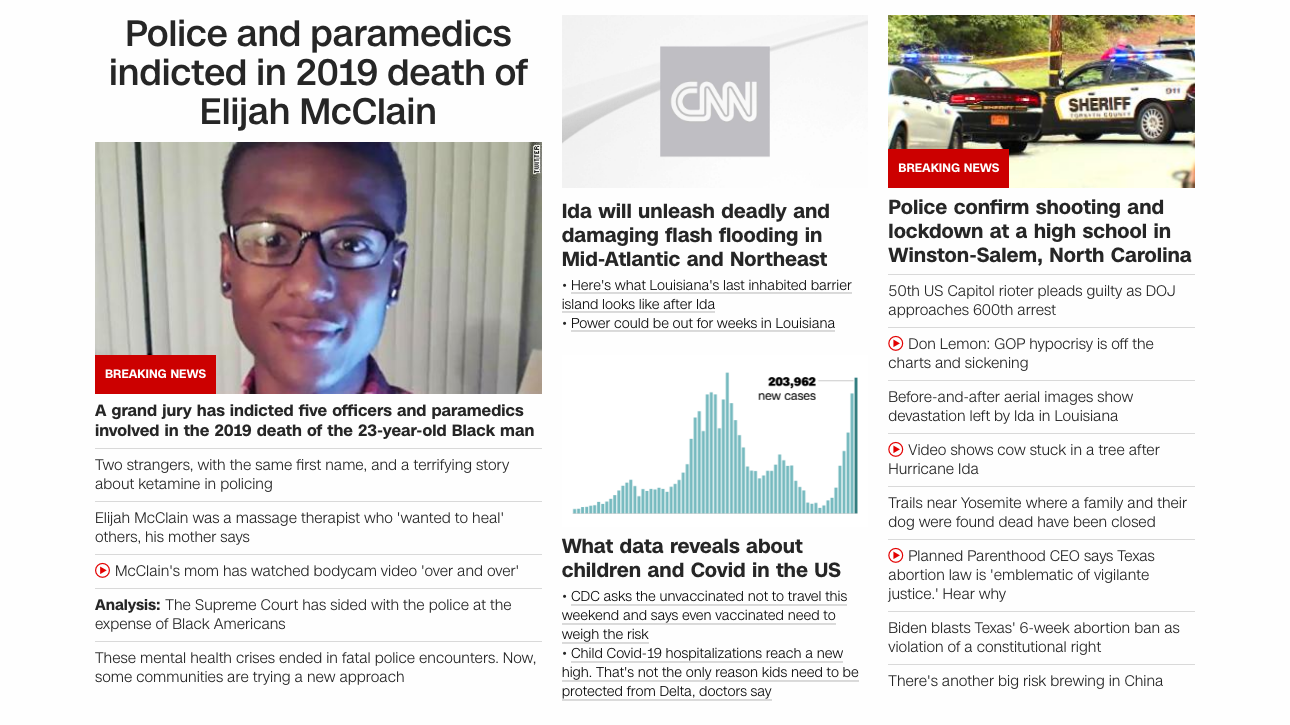 Police and paramedics
indicted in 2019 death of
Elijah McClain
TWITTER
BREAKING NEWS
A grand jury has indicted five officers and paramedics
involved in the 2019 death of the 23-year-old Black man
Two strangers, with the same first name, and a terrifying story
about ketamine in policing
Elijah McClain was a massage therapist who 'wanted to heal'
others, his mother says
McClain's mom has watched bodycam video 'over and over'
Analysis: The Supreme Court has sided with the police at the
expense of Black Americans
These mental health crises ended in fatal police encounters. Now,
some communities are trying a new approach
CNN
Ida will unleash deadly and
damaging flash flooding in
Mid-Atlantic and Northeast
• Here's what Louisiana's last inhabited barrier
island looks like after Ida
• Power could be out for weeks in Louisiana
203,962
new cases
What data reveals about
children and Covid in the US
• CDC asks the unvaccinated not to travel this
weekend and says even vaccinated need to
weigh the risk
• Child Covid-19 hospitalizations reach a new
high. That's not the only reason kids need to be
protected from Delta, doctors say
911
SHERIFF
FORSYTH COUNTY
BREAKING NEWS
Police confirm shooting and
lockdown at a high school in
Winston-Salem, North Carolina
50th US Capitol rioter pleads guilty as DOJ
approaches 600th arrest
Don Lemon: GOP hypocrisy is off the
charts and sickening
Before-and-after aerial images show
devastation left by Ida in Louisiana
Video shows cow stuck in a tree after
Hurricane Ida
Trails near Yosemite where a family and their
dog were found dead have been closed
Planned Parenthood CEO says Texas
abortion law is 'emblematic of vigilante
justice.' Hear why
Biden blasts Texas' 6-week abortion ban as
violation of a constitutional right
There's another big risk brewing in China